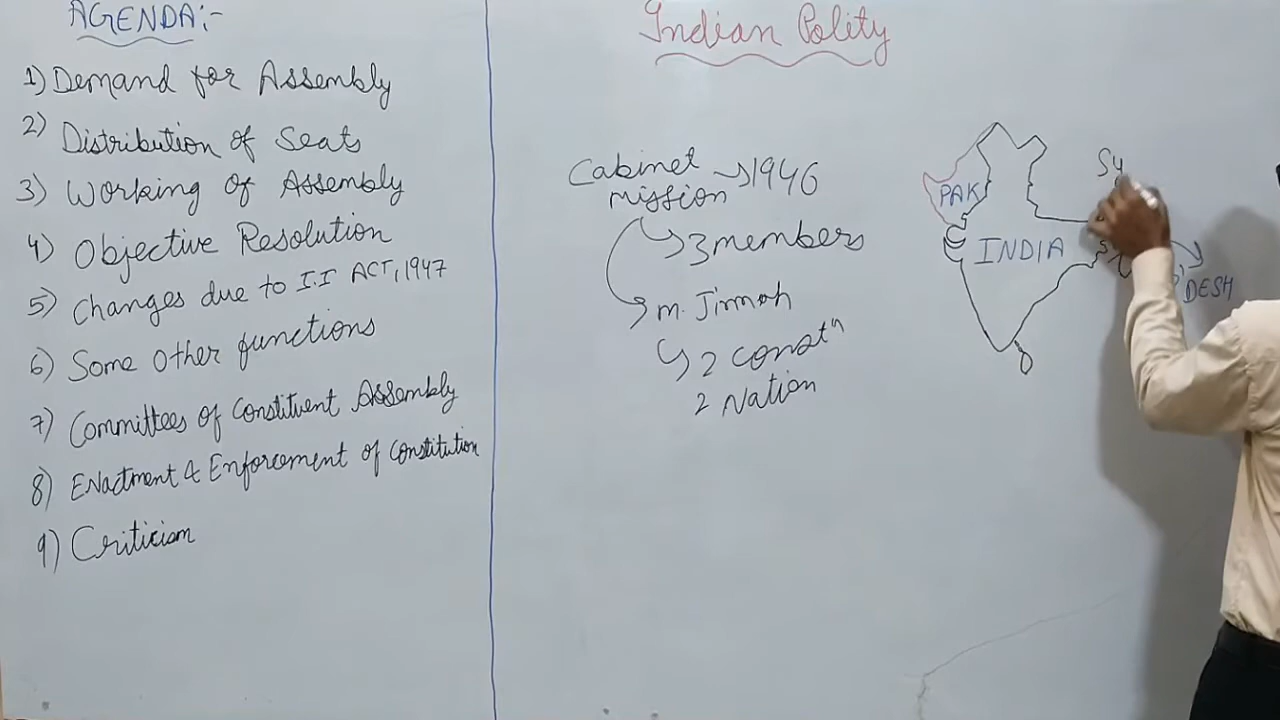 AGENDA:-
1) Demand for Assembly
2) Distribution of Seats
3) Working of Assembly
4) Objective Resolution
5) Changes due to I.I ACT, 1947
6) Some Other functions
7) Committees of Constituent Assembly
8) Enactment & Enforcement of Constitution
9) Criticism
Indian Polity
Cabinet mission → 1946
↳ 3 members
↳ M. Jinnah
↳ 2 constⁿ
2 Nation
PAK
INDIA
Sy
DESH